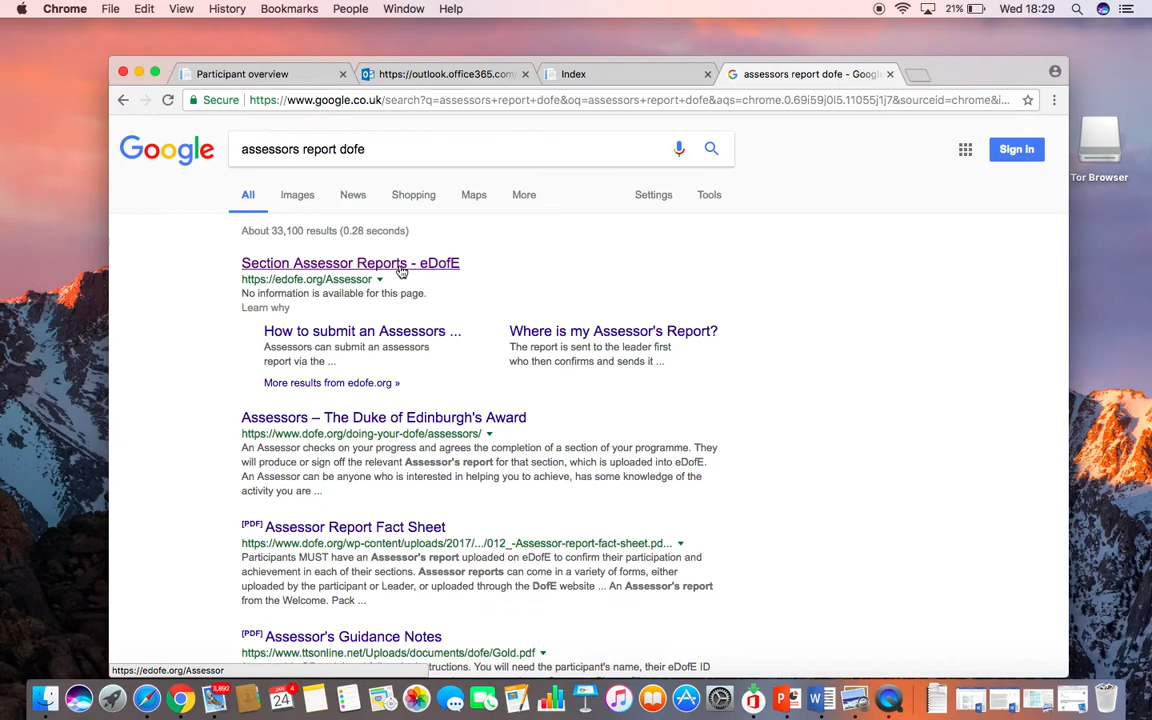 Chrome File Edit View History Bookmarks People Window Help 21% Wed 18:29
Participant overview https://outlook.office365.com/ Index assessors report dofe - Googl
Secure https://www.google.co.uk/search?q=assessors+report+dofe&oq=assessors+report+dofe&aqs=chrome.0.69i59j0l5.11055j1j7&sourceid=chrome&i...
Google assessors report dofe Sign in
Tor Browser
All Images News Shopping Maps More Settings Tools
About 33,100 results (0.28 seconds)
Section Assessor Reports - eDofE
https://edofe.org/Assessor
No information is available for this page.
Learn why
How to submit an Assessors ...
Assessors can submit an assessors
report via the ...
Where is my Assessor's Report?
The report is sent to the leader first
who then confirms and sends it ...
More results from edofe.org »
Assessors – The Duke of Edinburgh's Award
https://www.dofe.org/doing-your-dofe/assessors/
An Assessor checks on your progress and agrees the completion of a section of your programme. They
will produce or sign off the relevant Assessor's report for that section, which is uploaded into eDofE.
An Assessor can be anyone who is interested in helping you to achieve, has some knowledge of the
activity you are ...
[PDF] Assessor Report Fact Sheet
https://www.dofe.org/wp-content/uploads/2017/.../012_-Assessor-report-fact-sheet.pd...
Participants MUST have an Assessor's report uploaded on eDofE to confirm their participation and
achievement in each of their sections. Assessor reports can come in a variety of forms, either
uploaded by the participant or Leader, or uploaded through the DofE website ... An Assessor's report
from the Welcome. Pack ...
[PDF] Assessor's Guidance Notes
https://www.ttsonline.net/Uploads/documents/dofe/Gold.pdf
tructions. You will need the participant's name, their eDofE ID
https://edofe.org/Assessor
3,892
JAN 24
4